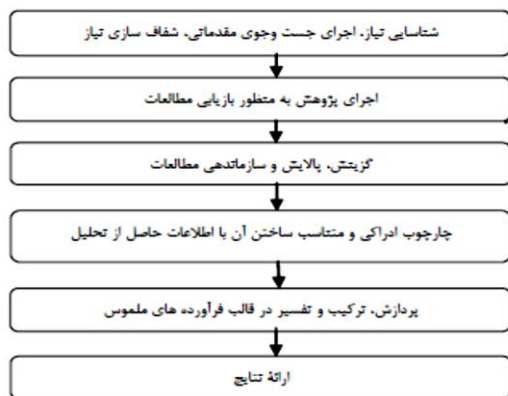 شناسایی نیاز، اجرای جست وجوی مقدماتی، شفاف سازی نیاز
اجرای پژوهش به منظور بازیابی مطالعات
گزینش، پالایش و سازماندهی مطالعات
چارچوب ادراکی و متناسب ساختن آن با اطلاعات حاصل از تحلیل
پردازش، ترکیب و تفسیر در قالب فرآورده های ملموس
ارائهٔ نتایج